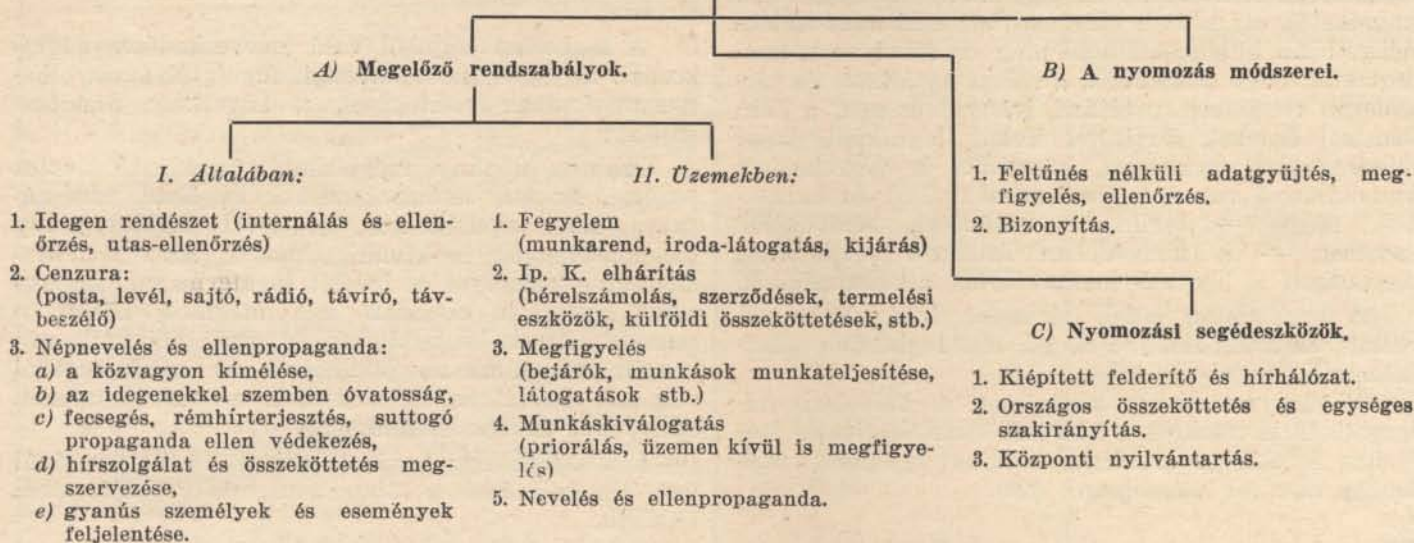 A) Megelőző rendszabályok.
I. Általában:
1. Idegen rendészet (internálás és ellen-
őrzés, utas-ellenőrzés)
2. Cenzura:
(posta, levél, sajtó, rádió, távíró, táv-
beszélő)
3. Népnevelés és ellenpropaganda:
a) a közvagyon kímélése,
b) az idegenekkel szemben óvatosság,
c) fecsegés, rémhírterjesztés, suttogó
propaganda ellen védekezés,
d) hírszolgálat és összeköttetés meg-
szervezése,
e) gyanús személyek és események
feljelentése.
II. Üzemekben:
1. Fegyelem
(munkarend, iroda-látogatás, kijárás)
2. Ip. K. elhárítás
(bérelszámolás, szerződések, termelési
eszközök, külföldi összeköttetések, stb.)
3. Megfigyelés
(bejárók, munkások munkateljesítése,
látogatások stb.)
4. Munkáskiválogatás
(priorálás, üzemen kívül is megfigye-
lés)
5. Nevelés és ellenpropaganda.
B) A nyomozás módszerei.
1. Feltűnés nélküli adatgyüjtés, meg-
figyelés, ellenőrzés.
2. Bizonyítás.
C) Nyomozási segédeszközök.
1. Kiépített felderítő és hírhálózat.
2. Országos összeköttetés és egységes
szakirányítás.
3. Központi nyilvántartás.